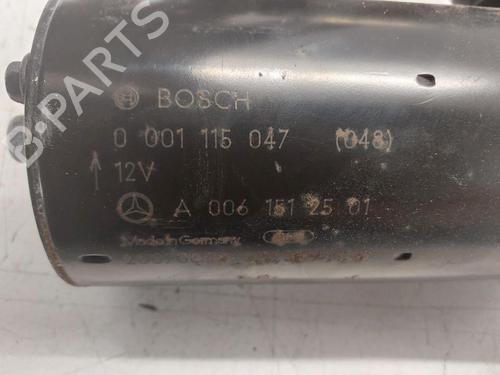 BOSCH
0 001 115 047 (048)
12V
A 006 151 25 01
Made in Germany
B-PARTS